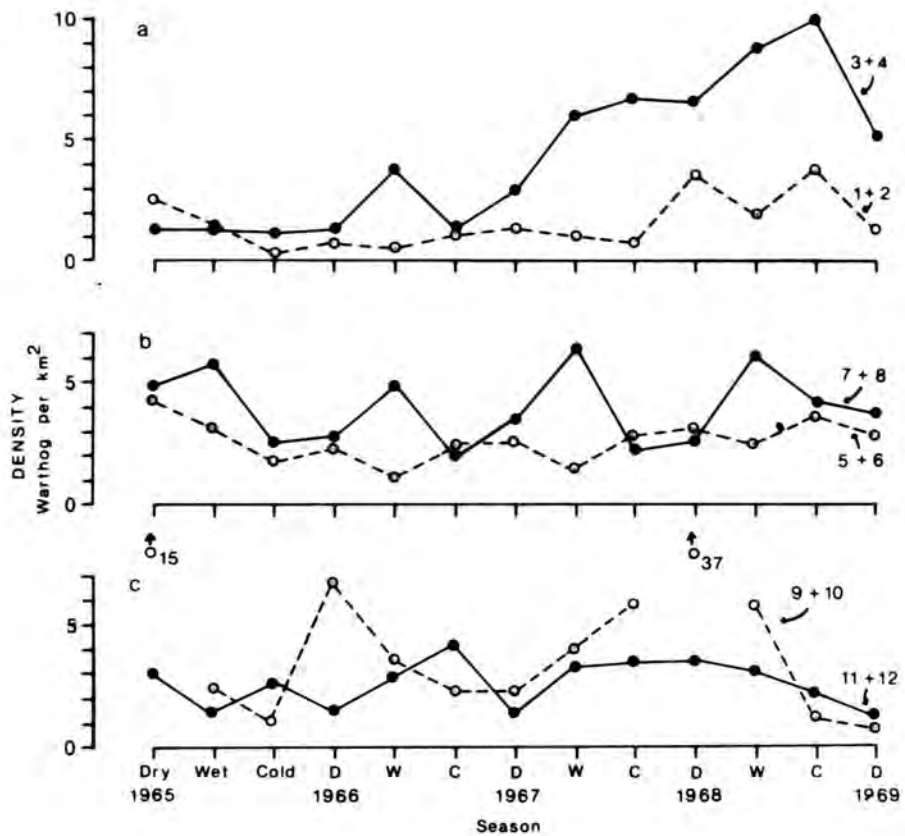 a
10
5
0
3 + 4
1 + 2
b
5
0
7 + 8
5 + 6
DENSITY
Warthog per km2
15
37
c
5
0
9 + 10
11 + 12
Dry Wet Cold D W C D W C D W C D
1965 1966 1967 1968 1969
Season